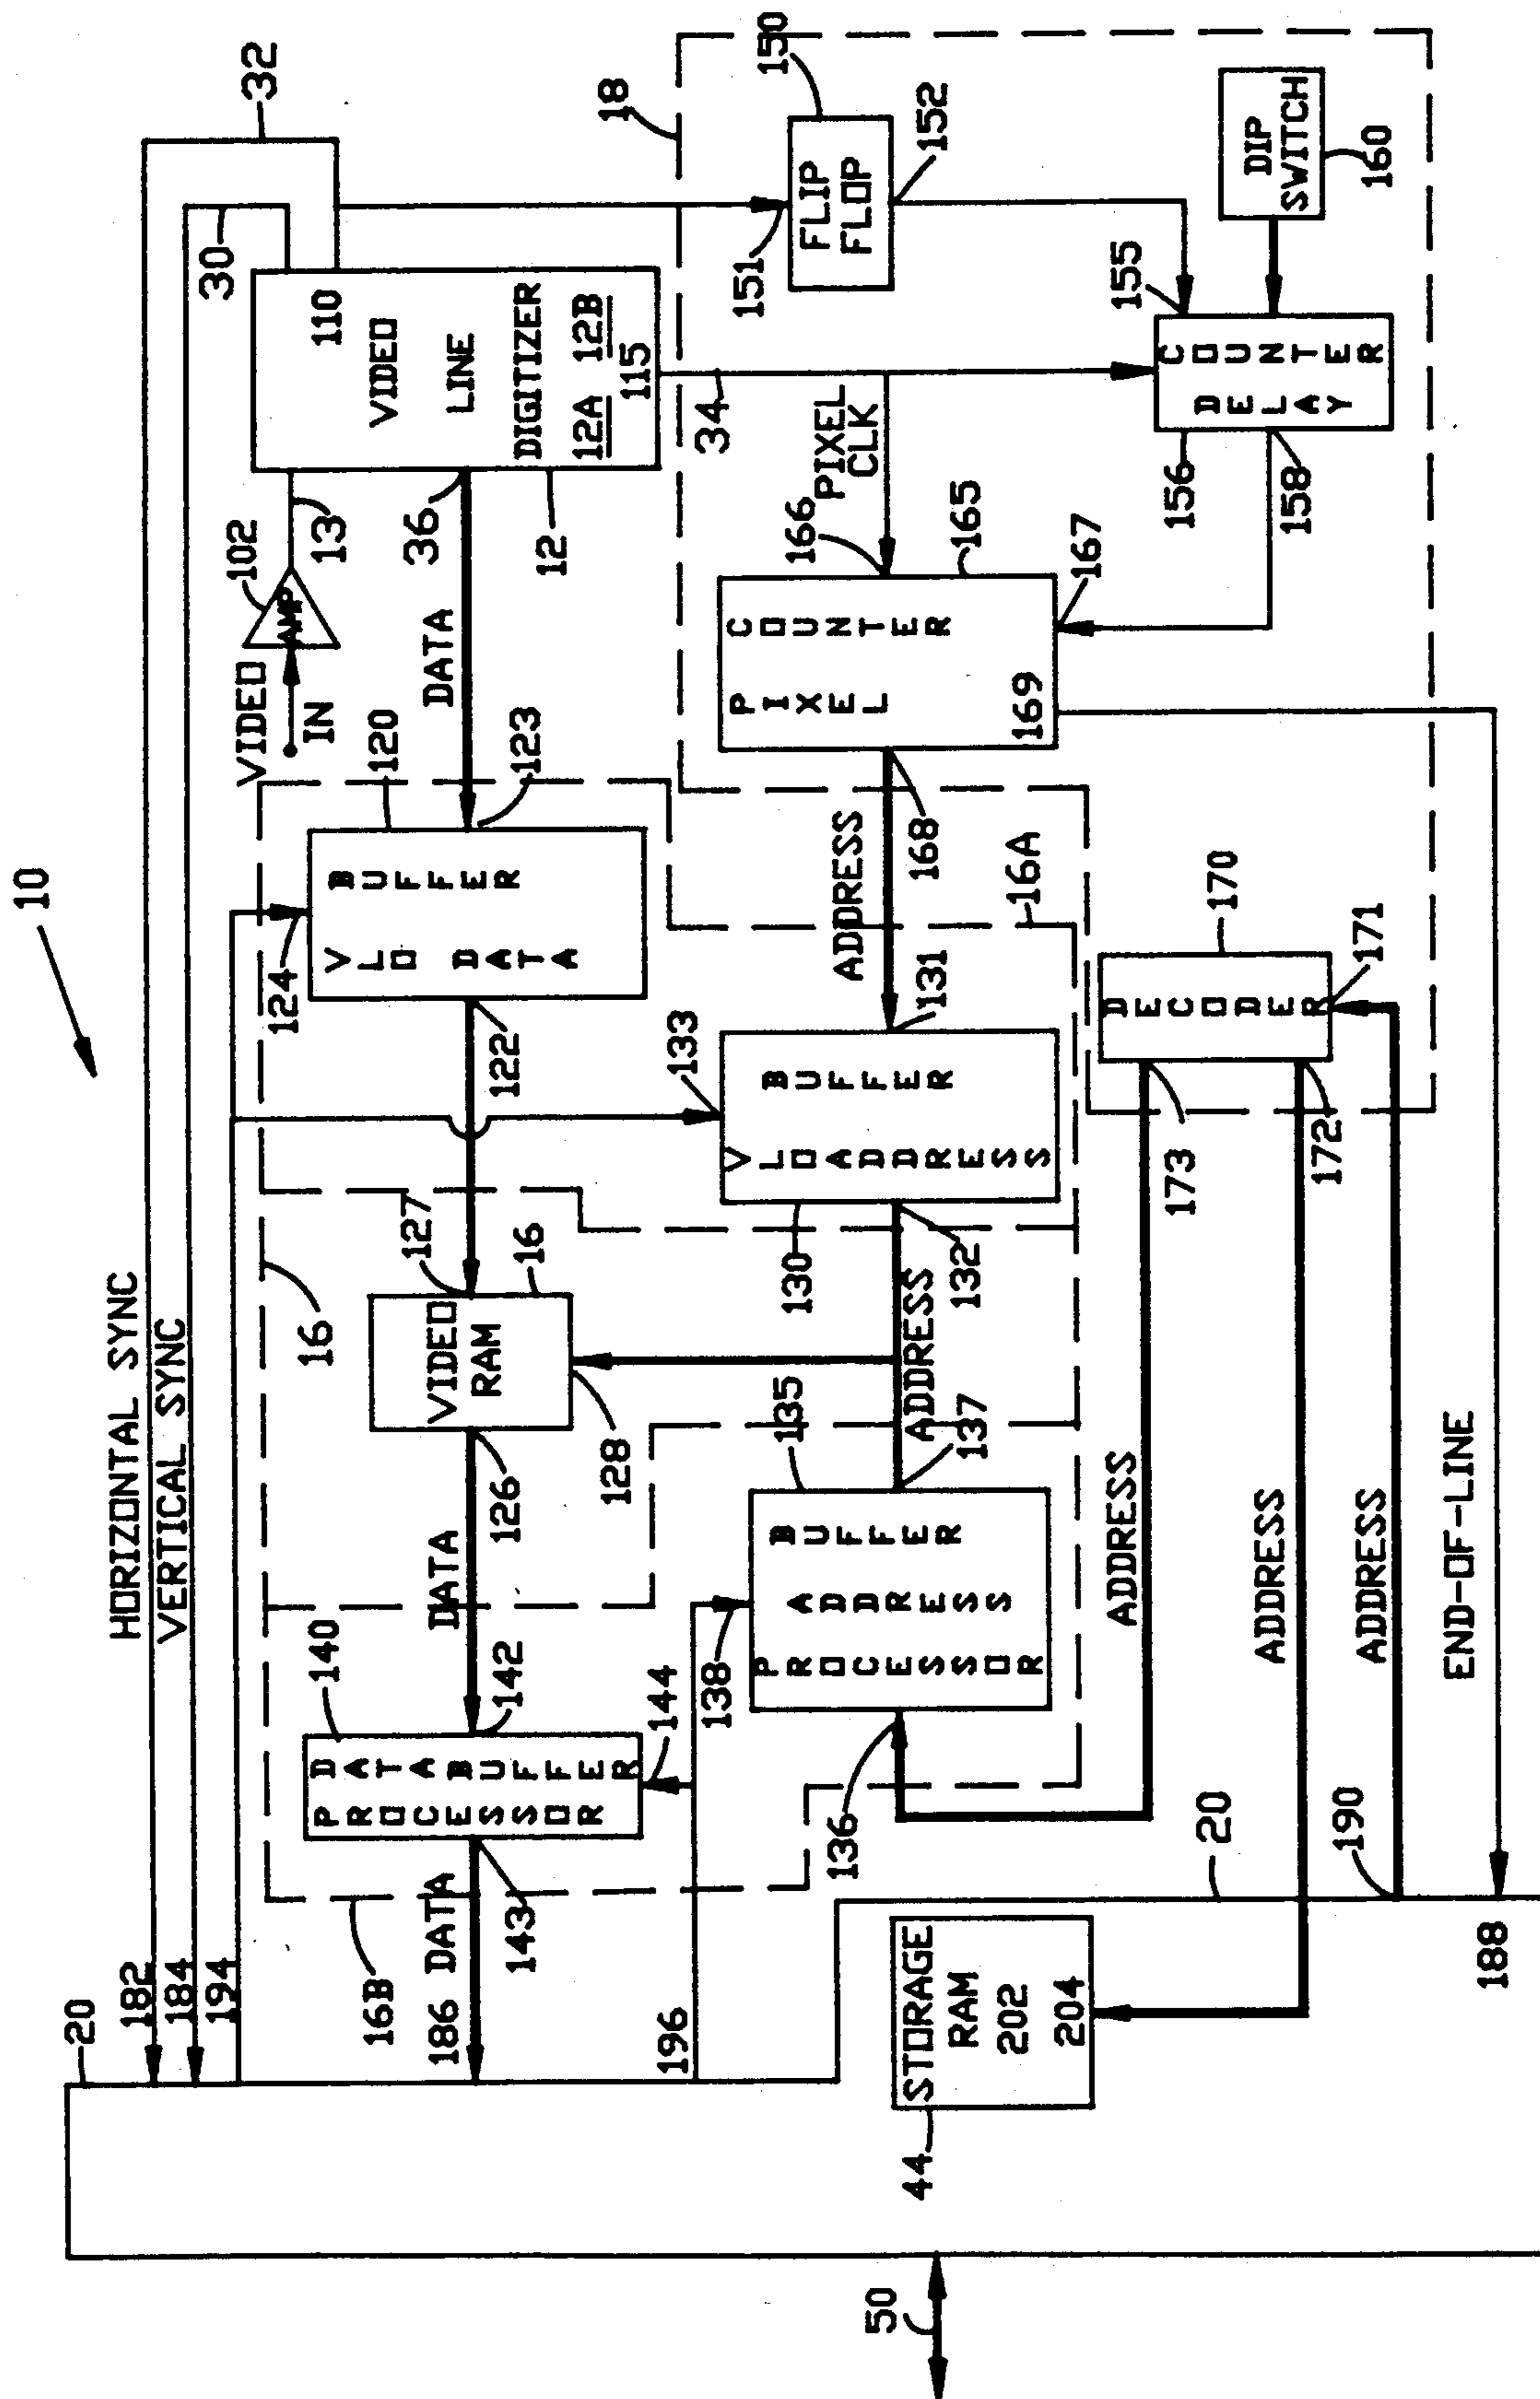 10
HORIZONTAL SYNC
VERTICAL SYNC
32
30
20
182
184
194
VIDEO
IN
AMP
102
13
110
VIDEO
LINE
DIGITIZER
12A 12B
115
36
12
DATA
34
PIXEL
CLK
18
FLIP
FLOP
150
151
152
DIP
SWITCH
160
155
COUNTER
DELAY
156
158
COUNTER
PIXEL
165
166
167
168
169
ADDRESS
16A
BUFFER
VLD DATA
120
123
124
122
BUFFER
VLD ADDRESS
131
133
130
132
ADDRESS
DECODER
170
171
172
173
16
VIDEO
RAM
16
127
126
128
DATA
BUFFER
ADDRESS
PROCESSOR
135
137
138
136
DATA BUFFER
PROCESSOR
140
142
144
143
16B
186 DATA
196
ADDRESS
ADDRESS
ADDRESS
END-OF-LINE
20
190
188
STORAGE
RAM
202
204
44
50